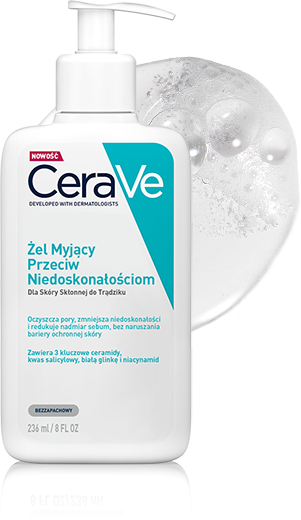 NOWOŚĆ
CeraVe
DEVELOPED WITH DERMATOLOGISTS
Żel Myjący
Przeciw
Niedoskonałościom
Dla Skóry Skłonnej do Trądziku
Oczyszcza pory, zmniejsza niedoskonałości
i redukuje nadmiar sebum, bez naruszania
bariery ochronnej skóry
Zawiera 3 kluczowe ceramidy,
kwas salicylowy, białą glinkę i niacynamid
BEZZAPACHOWY
236 ml / 8 FL OZ